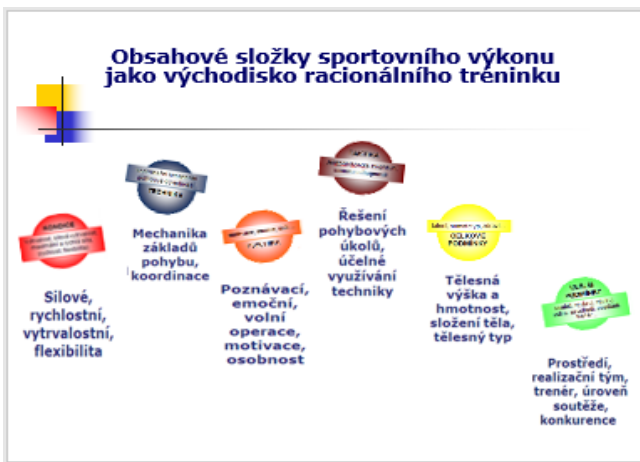 Obsahové složky sportovního výkonu
jako východisko racionálního tréninku
KONDICE
Silové,
rychlostní,
vytrvalostní,
flexibilita
TECHNIKA
Mechanika
základů
pohybu,
koordinace
Poznávací,
emoční,
volní
operace,
motivace,
osobnost
Řešení
pohybových
úkolů,
účelné
využívání
techniky
CELKOVÉ
PODMÍNKY
Tělesná
výška a
hmotnost,
složení těla,
tělesný typ
Prostředí,
realizační tým,
trenér, úroveň
soutěže,
konkurence